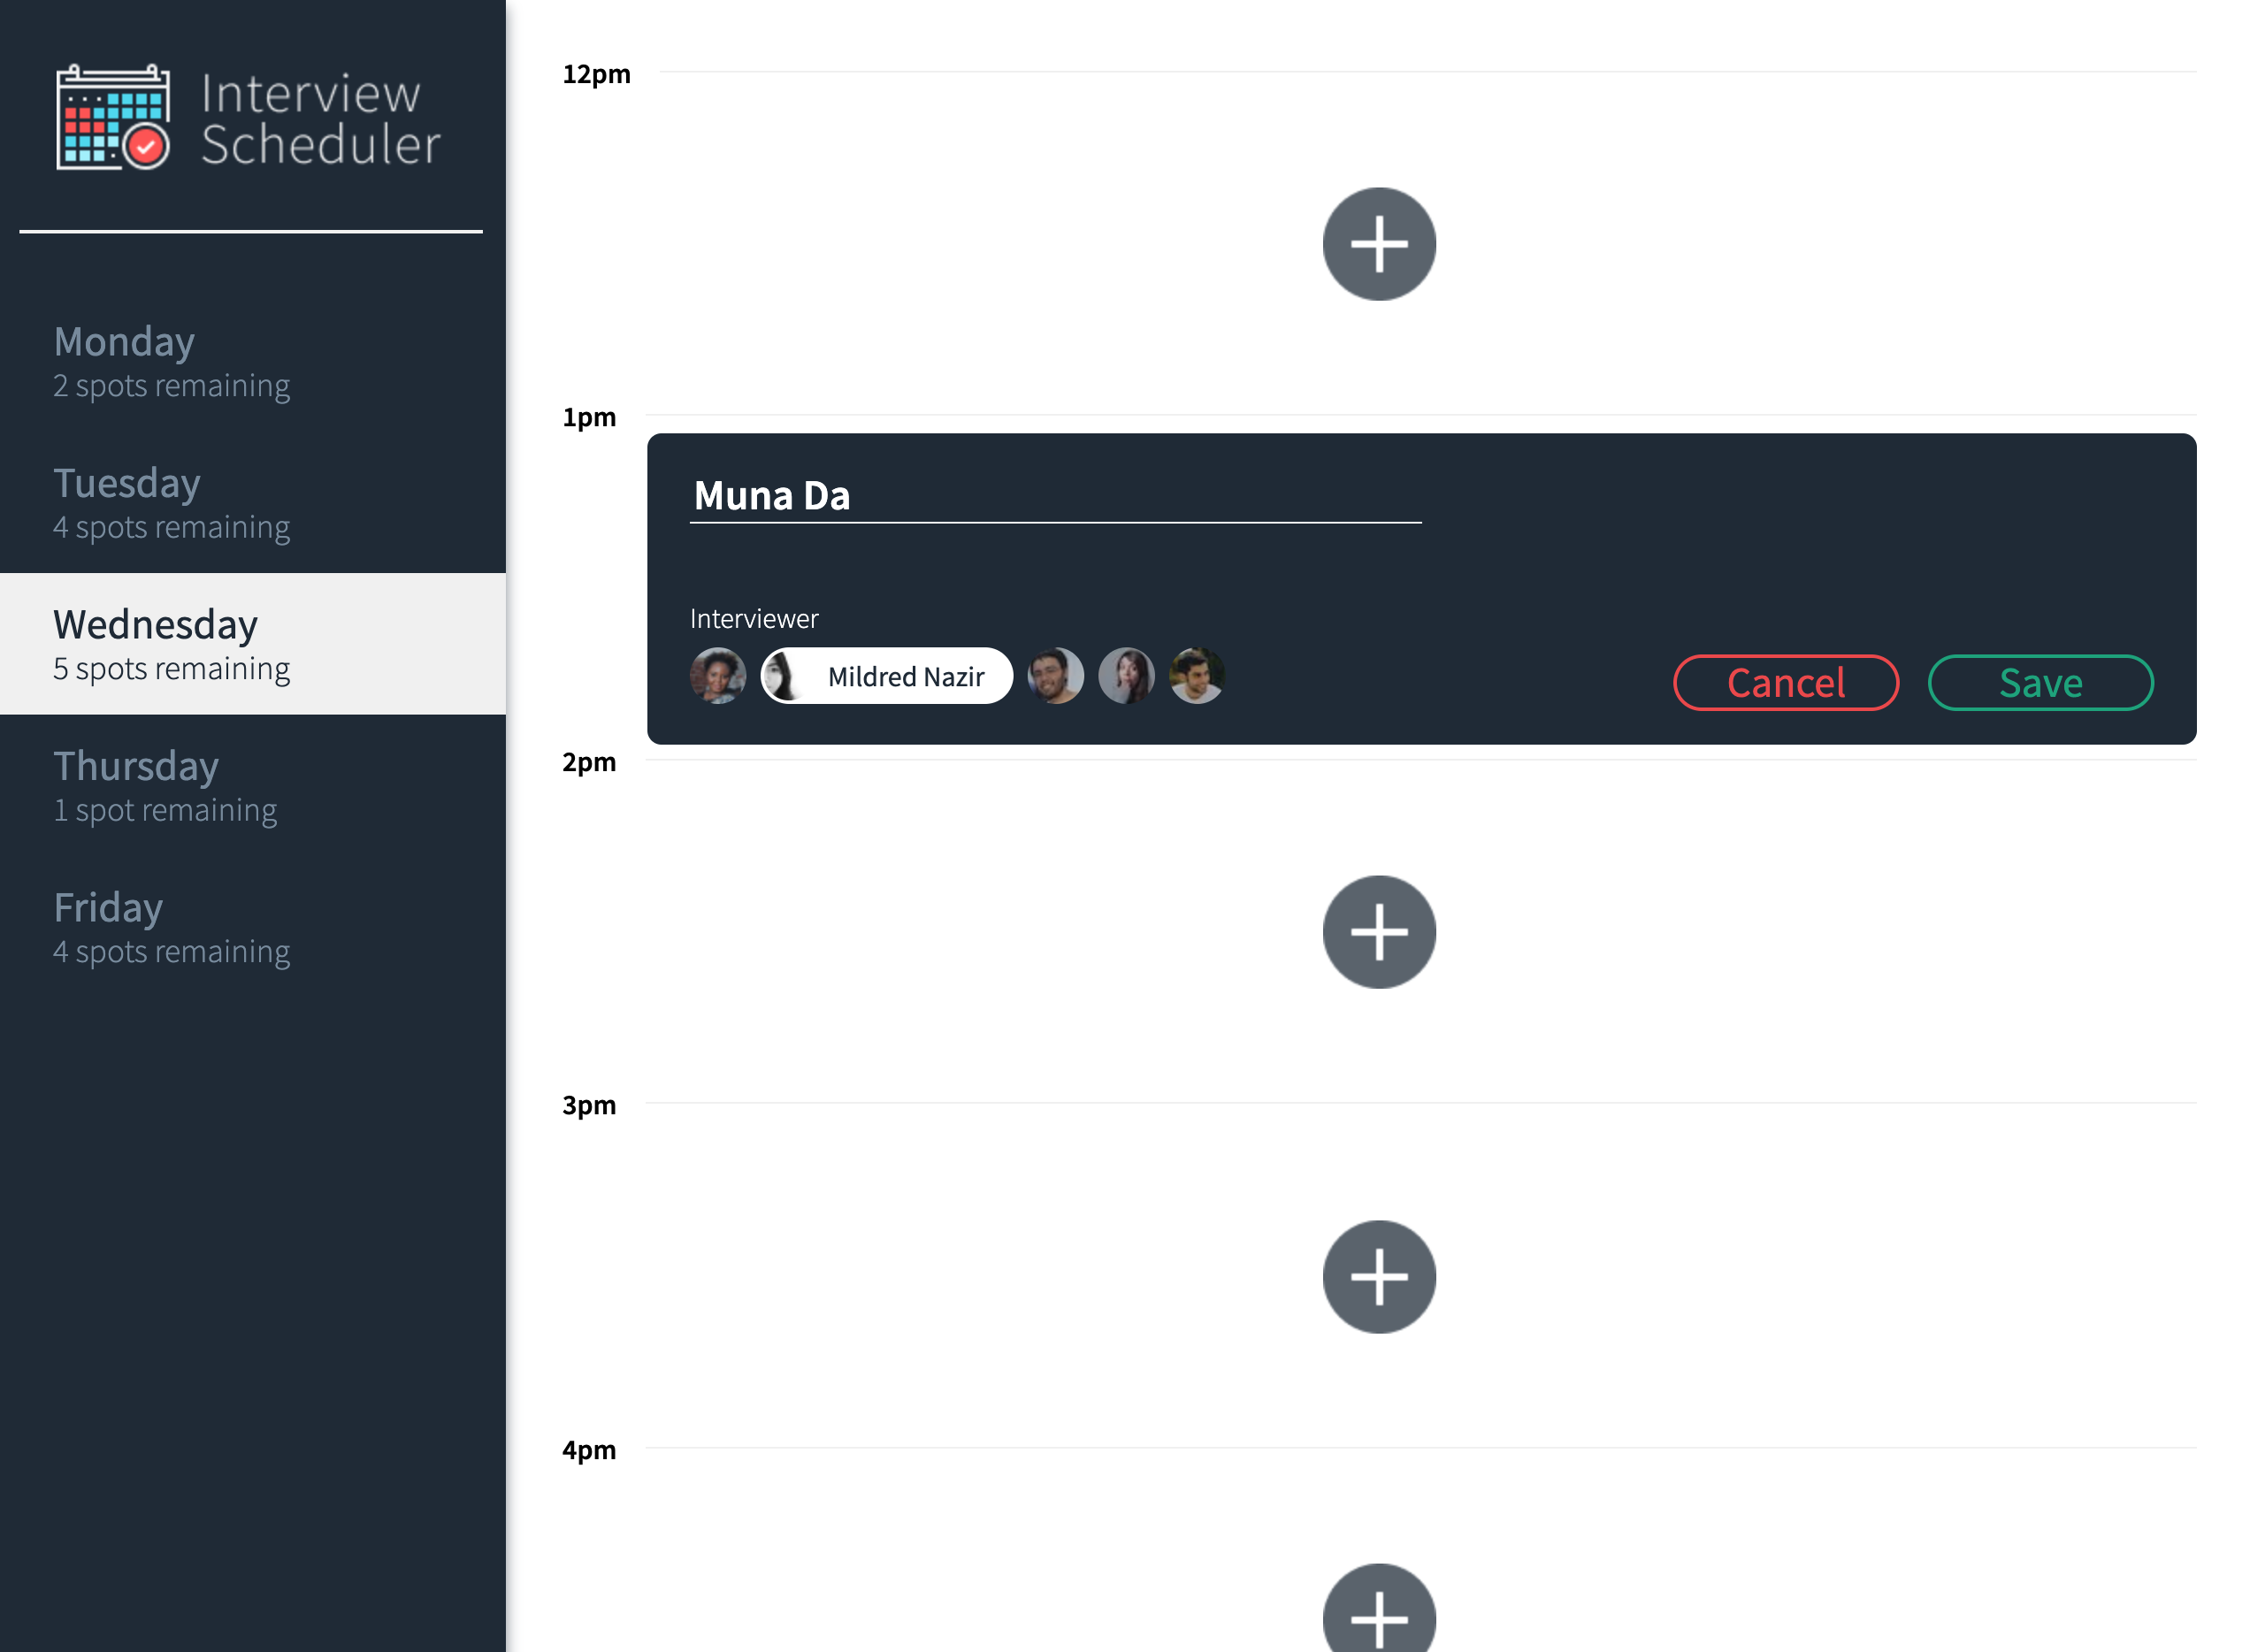 Interview
Scheduler
Monday
2 spots remaining
Tuesday
4 spots remaining
Wednesday
5 spots remaining
Thursday
1 spot remaining
Friday
4 spots remaining
12pm
1pm
Muna Da
Interviewer
Mildred Nazir
Cancel
Save
2pm
3pm
4pm